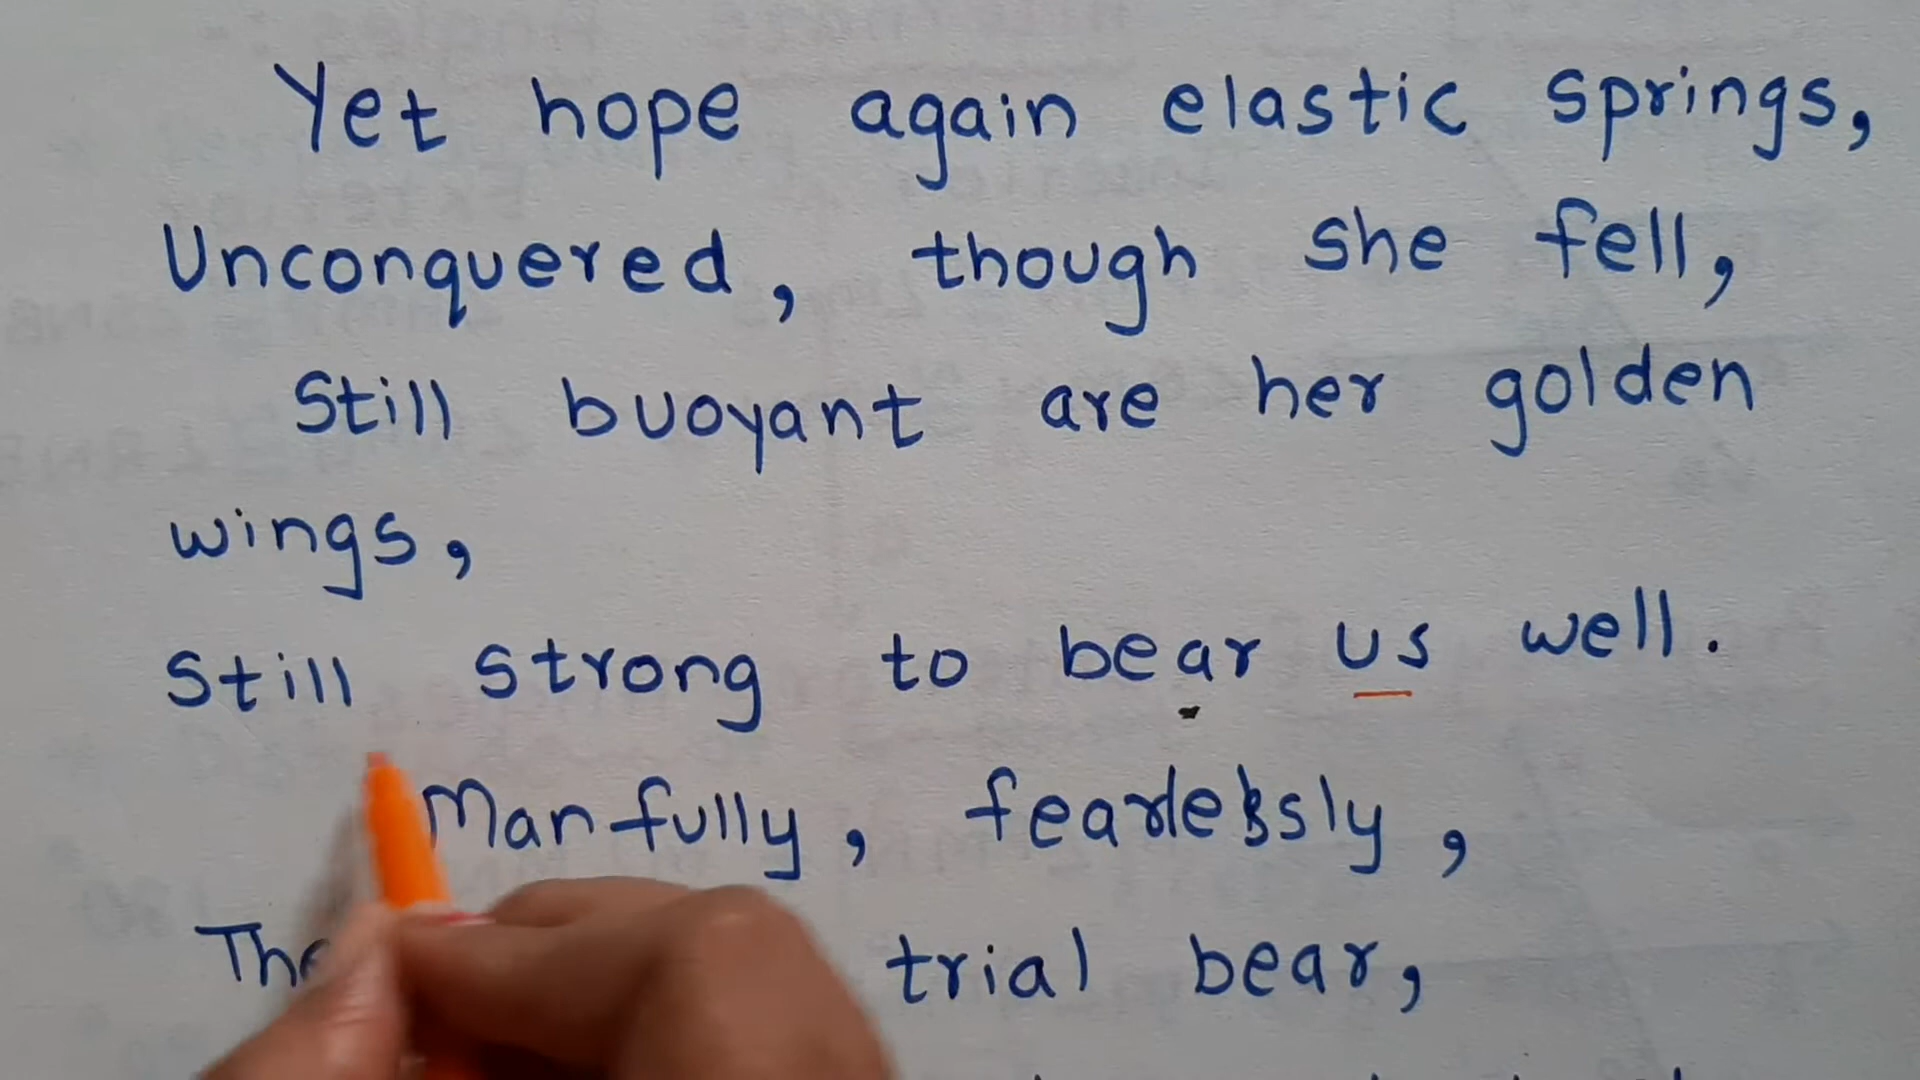 Yet hope again elastic springs,
Unconquered, though she fell,
Still buoyant are her golden
wings,
Still strong to bear us well.
Manfully, fearlessly,
trial bear,